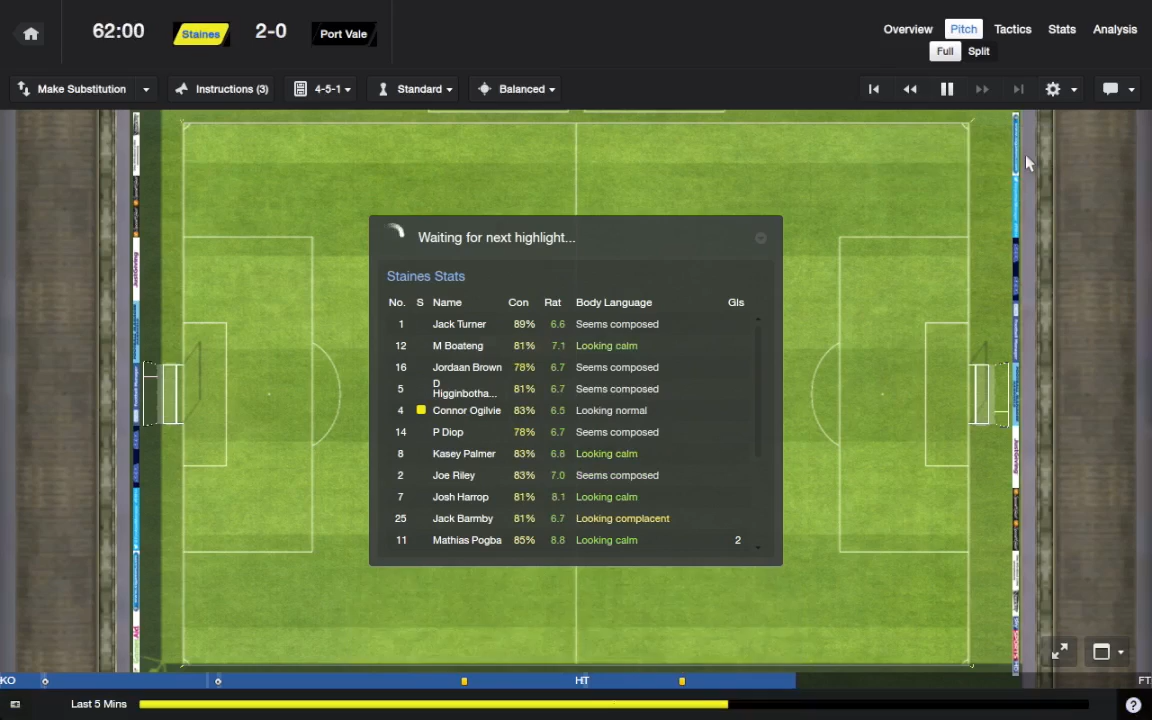 62:00 Staines 2-0 Port Vale
Overview Pitch Tactics Stats Analysis
Full Split
Make Substitution Instructions (3) 4-5-1 Standard Balanced
Waiting for next highlight...
Staines Stats
No. S Name Con Rat Body Language Gls
1 Jack Turner 89% 6.6 Seems composed
12 M Boateng 81% 7.1 Looking calm
16 Jordaan Brown 78% 6.7 Seems composed
5 D Higginbotha... 81% 6.7 Seems composed
4 Connor Ogilvie 83% 6.5 Looking normal
14 P Diop 78% 6.7 Seems composed
8 Kasey Palmer 83% 6.8 Looking calm
2 Joe Riley 83% 7.0 Seems composed
7 Josh Harrop 81% 8.1 Looking calm
25 Jack Barmby 81% 6.7 Looking complacent
11 Mathias Pogba 85% 8.8 Looking calm 2
KO HT FT
Last 5 Mins ?